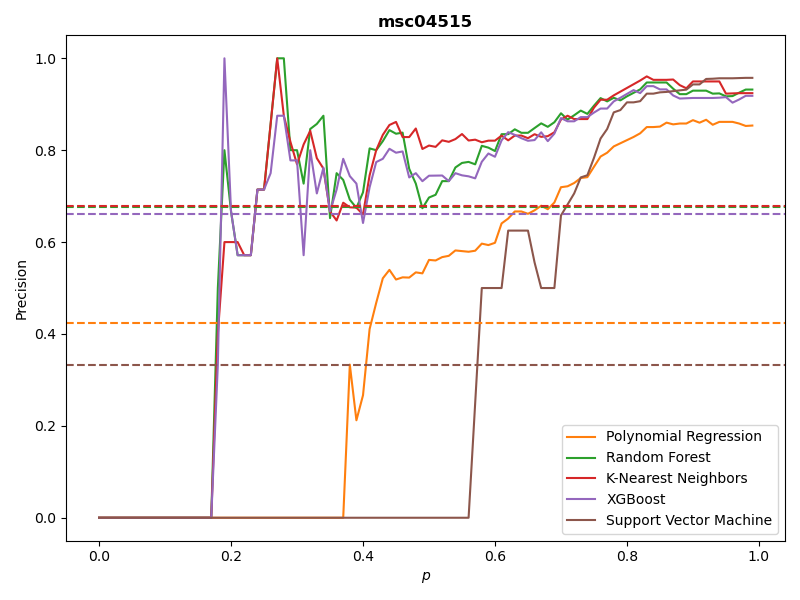 msc04515
Precision
1.0
0.8
0.6
0.4
0.2
0.0
0.0 0.2 0.4 0.6 0.8 1.0
p
Polynomial Regression
Random Forest
K-Nearest Neighbors
XGBoost
Support Vector Machine